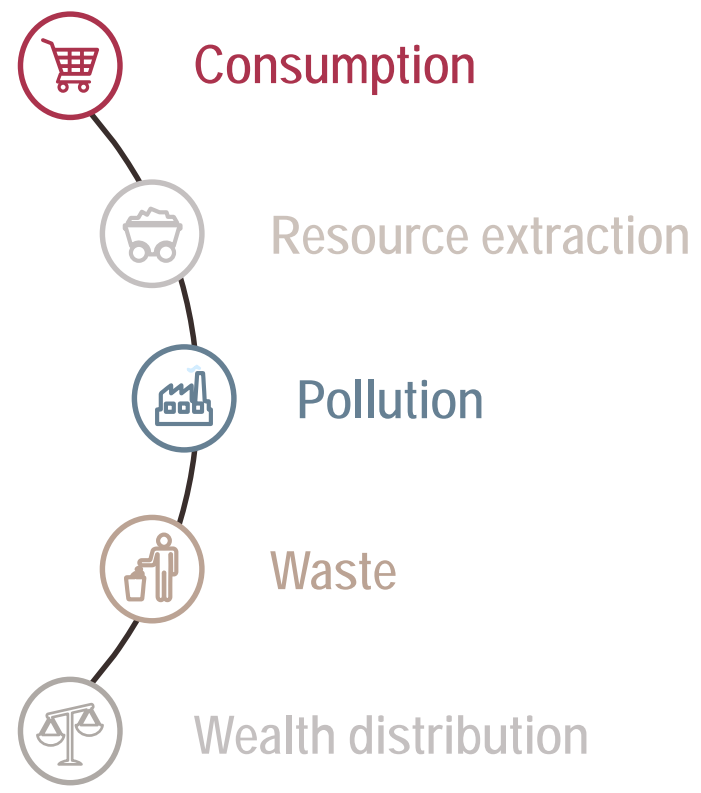 Consumption
Resource extraction
Pollution
Waste
Wealth distribution